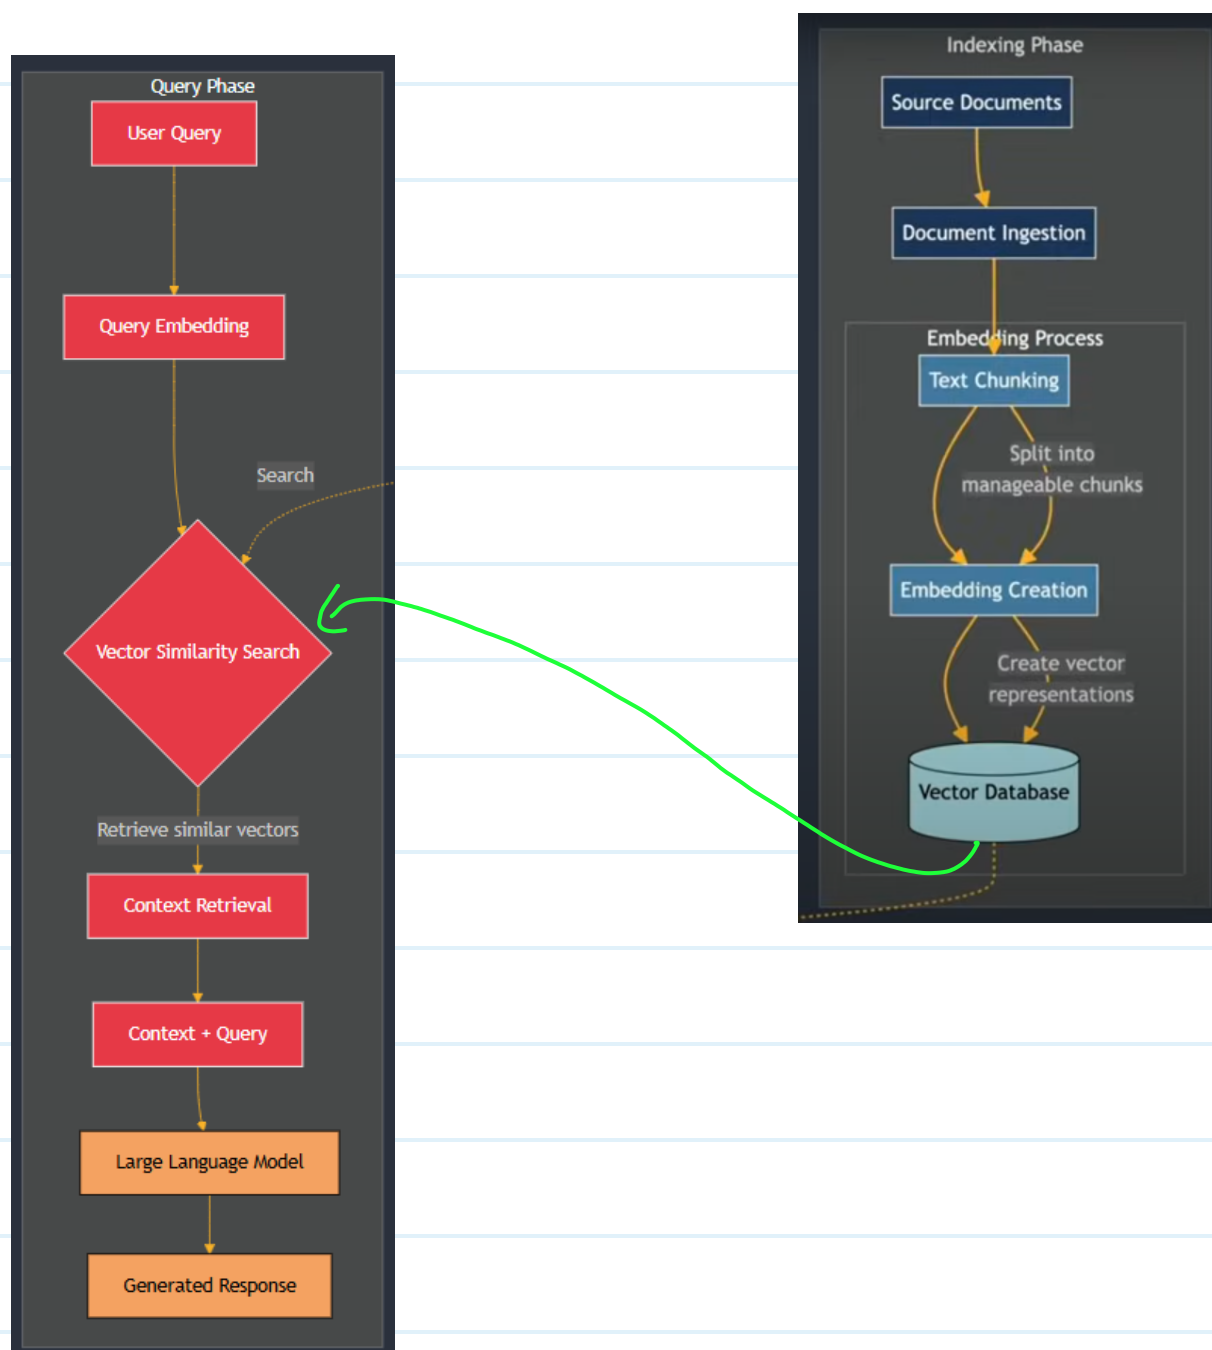 Query Phase
User Query
Query Embedding
Search
Vector Similarity Search
Retrieve similar vectors
Context Retrieval
Context + Query
Large Language Model
Generated Response
Indexing Phase
Source Documents
Document Ingestion
Embedding Process
Text Chunking
Split into
manageable chunks
Embedding Creation
Create vector
representations
Vector Database